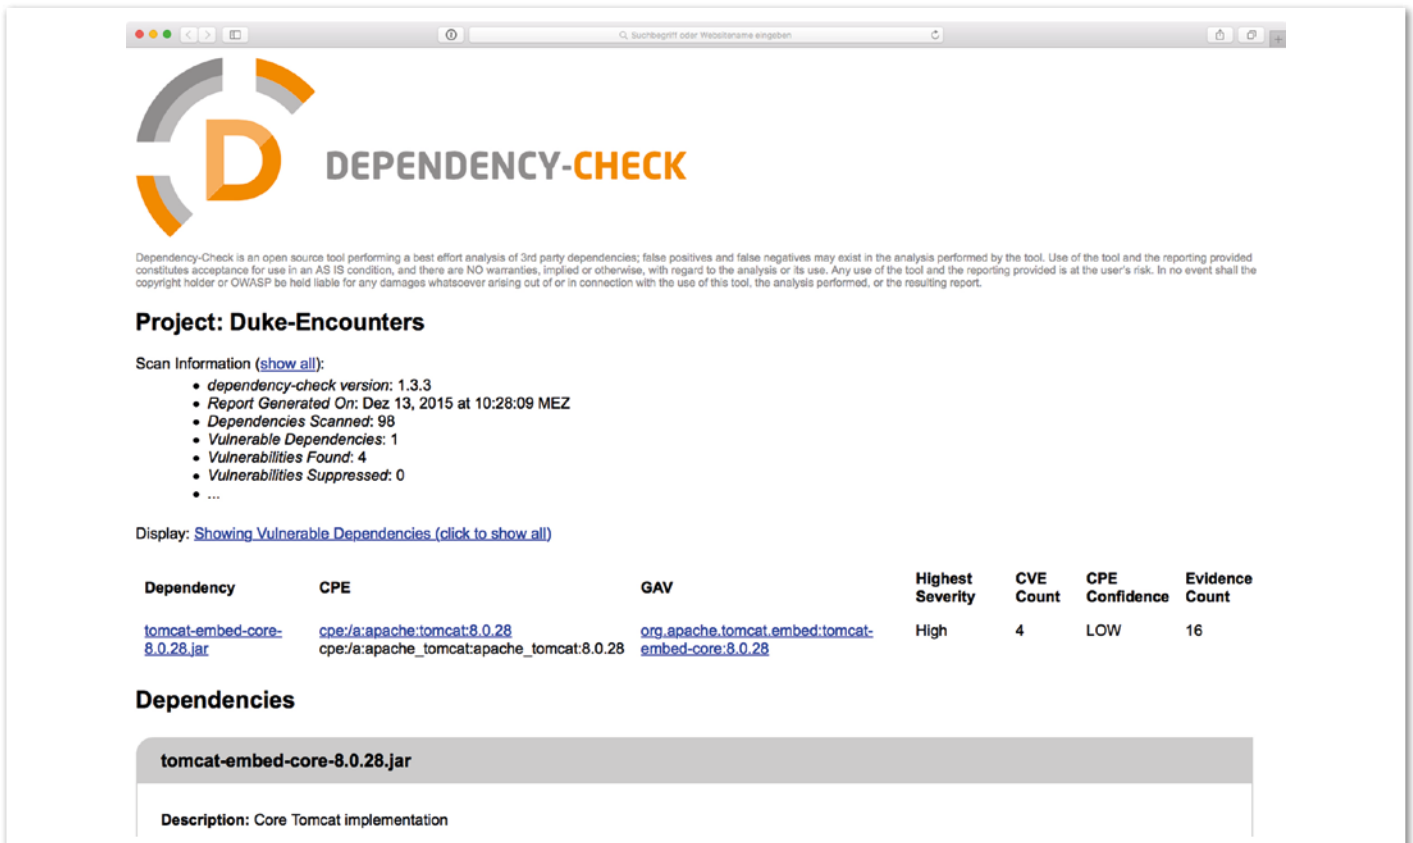 Suchbegriff oder Websitename eingeben
D
DEPENDENCY-CHECK
Dependency-Check is an open source tool performing a best effort analysis of 3rd party dependencies; false positives and false negatives may exist in the analysis performed by the tool. Use of the tool and the reporting provided
constitutes acceptance for use in an AS IS condition, and there are NO warranties, implied or otherwise, with regard to the analysis or its use. Any use of the tool and the reporting provided is at the user's risk. In no event shall the
copyright holder or OWASP be held liable for any damages whatsoever arising out of or in connection with the use of this tool, the analysis performed, or the resulting report.
Project: Duke-Encounters
Scan Information (show all):
• dependency-check version: 1.3.3
• Report Generated On: Dez 13, 2015 at 10:28:09 MEZ
• Dependencies Scanned: 98
• Vulnerable Dependencies: 1
• Vulnerabilities Found: 4
• Vulnerabilities Suppressed: 0
• ...
Display: Showing Vulnerable Dependencies (click to show all)
Dependency CPE GAV Highest Severity CVE Count CPE Confidence Evidence Count
tomcat-embed-core- cpe:/a:apache:tomcat:8.0.28 org.apache.tomcat.embed:tomcat- High 4 LOW 16
8.0.28.jar cpe:/a:apache_tomcat:apache_tomcat:8.0.28 embed-core:8.0.28
Dependencies
tomcat-embed-core-8.0.28.jar
Description: Core Tomcat implementation